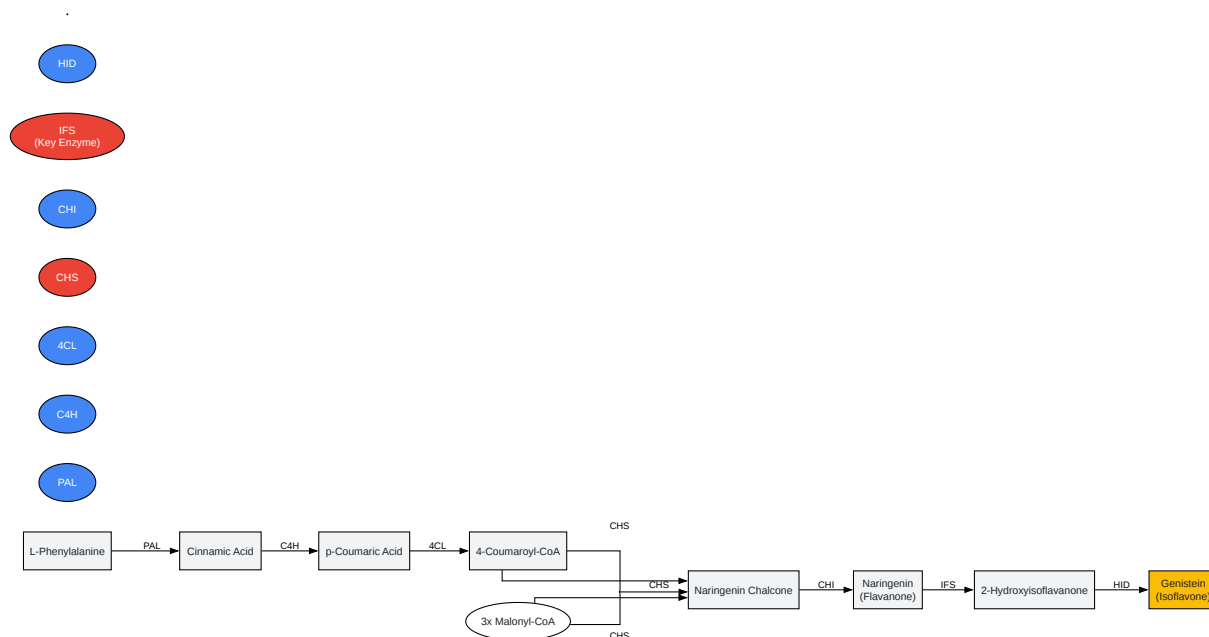 .
HID
IFS
(Key Enzyme)
CHI
CHS
4CL
C4H
PAL
CHS
L-Phenylalanine
PAL
Cinnamic Acid
C4H
p-Coumaric Acid
4CL
4-Coumaroyl-CoA
CHS
Naringenin Chalcone
CHI
Naringenin
(Flavanone)
IFS
2-Hydroxyisoflavanone
HID
Genistein
(Isoflavone)
3x Malonyl-CoA
CHS